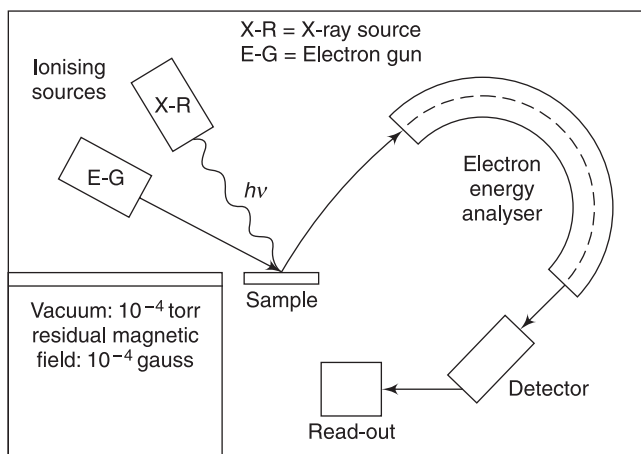 X-R = X-ray source
E-G = Electron gun
Ionising
sources
X-R
E-G
hν
Electron
energy
analyser
Sample
Vacuum: 10⁻⁴ torr
residual magnetic
field: 10⁻⁴ gauss
Detector
Read-out